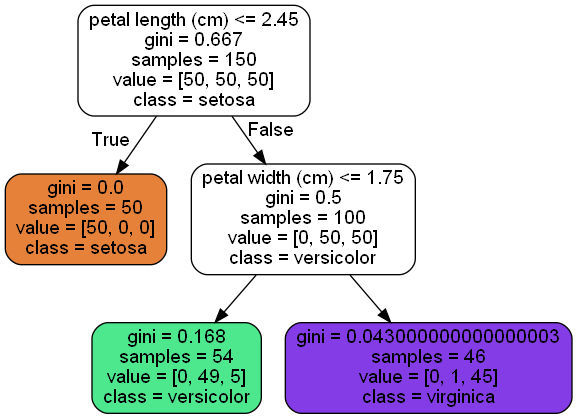 petal length (cm) <= 2.45
gini = 0.667
samples = 150
value = [50, 50, 50]
class = setosa
True
False
gini = 0.0
samples = 50
value = [50, 0, 0]
class = setosa
petal width (cm) <= 1.75
gini = 0.5
samples = 100
value = [0, 50, 50]
class = versicolor
gini = 0.168
samples = 54
value = [0, 49, 5]
class = versicolor
gini = 0.043000000000000003
samples = 46
value = [0, 1, 45]
class = virginica